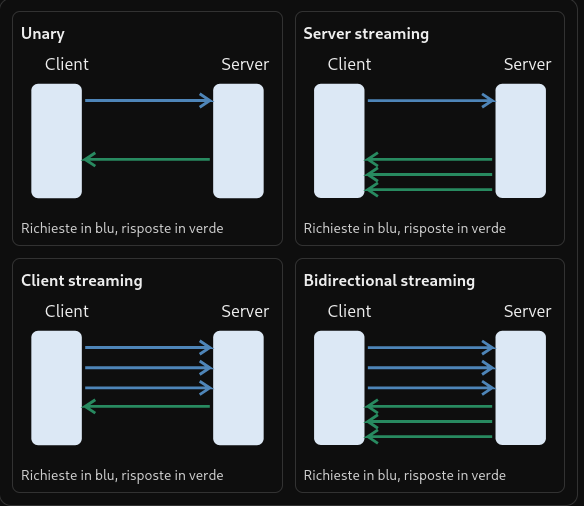 Unary
Client Server
Richieste in blu, risposte in verde
Server streaming
Client Server
Richieste in blu, risposte in verde
Client streaming
Client Server
Richieste in blu, risposte in verde
Bidirectional streaming
Client Server
Richieste in blu, risposte in verde